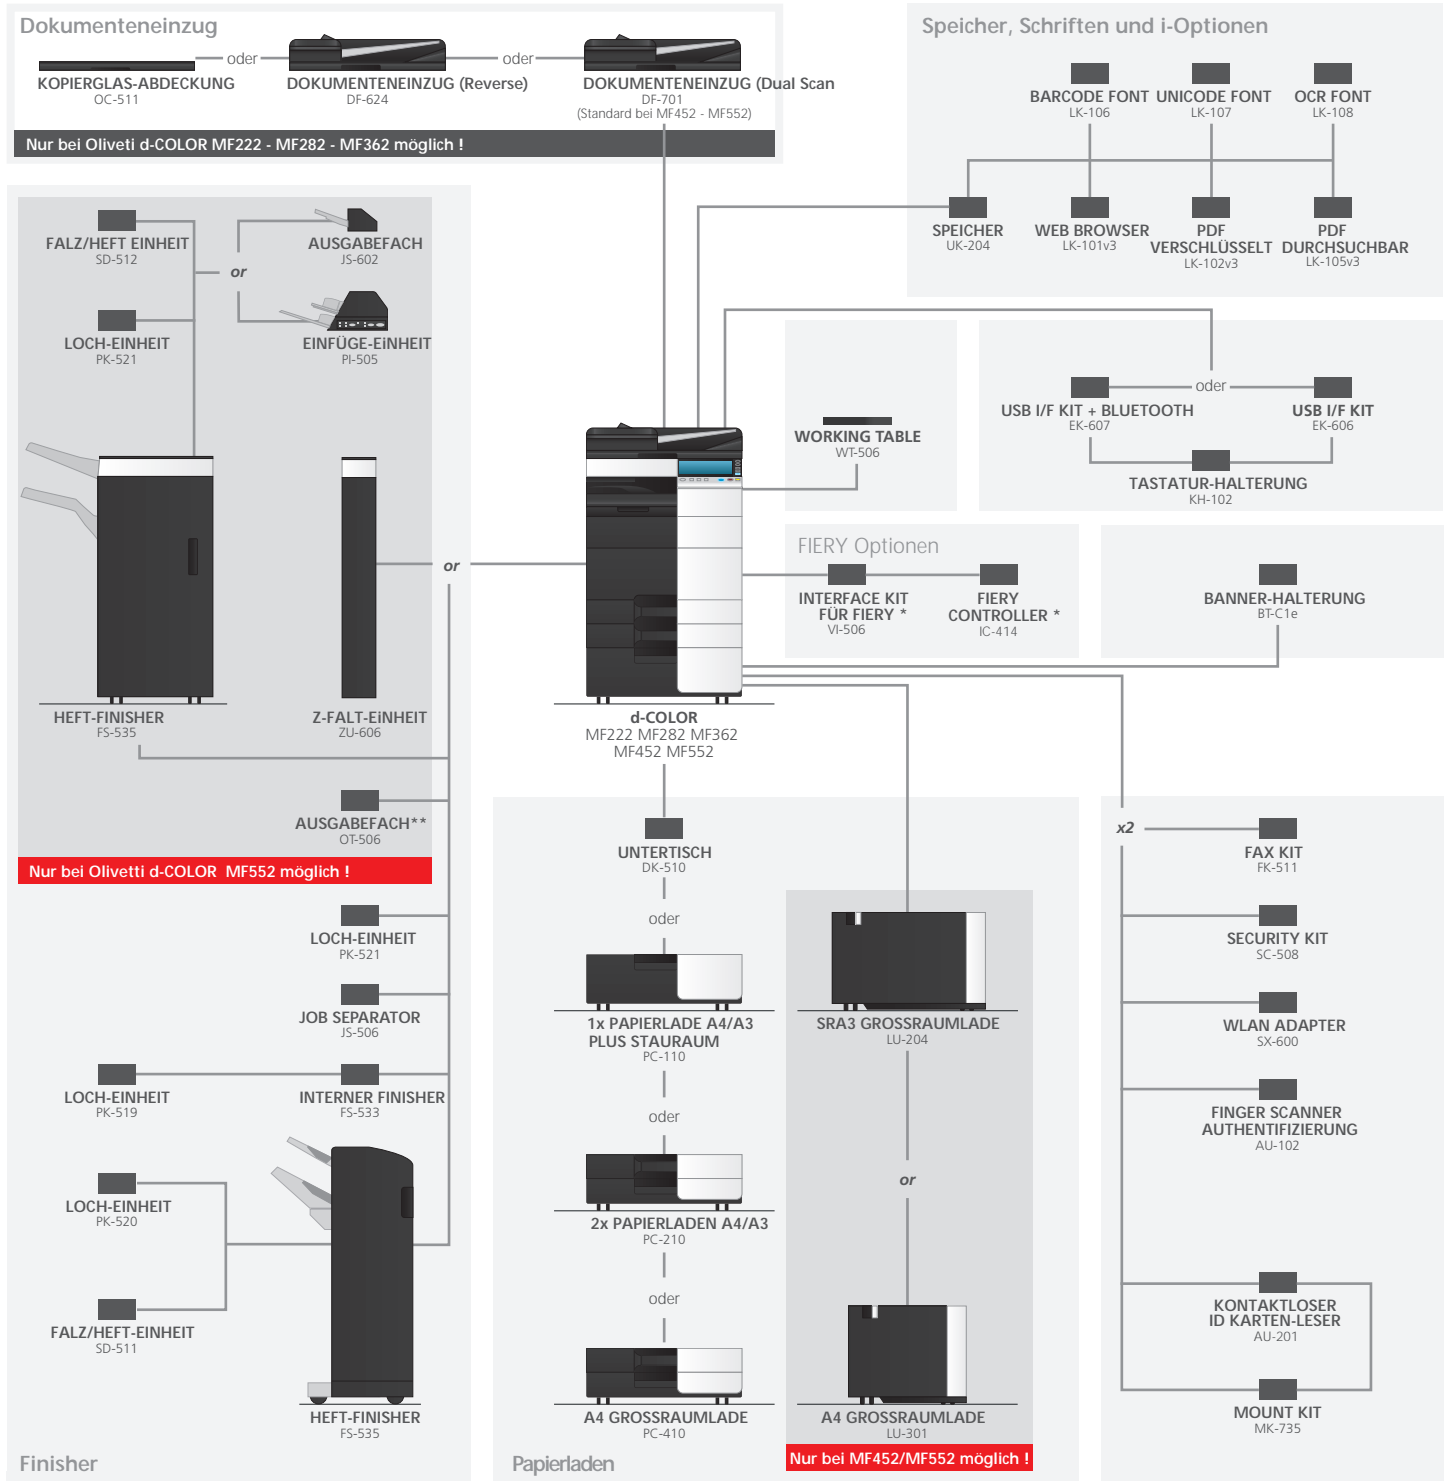 Dokumenteneinzug
oder
oder
KOPIERGLAS-ABDECKUNG
OC-511
DOKUMENTENEINZUG (Reverse)
DF-624
DOKUMENTENEINZUG (Dual Scan
DF-701
(Standard bei MF452 - MF552)
Nur bei Oliveti d-COLOR MF222 - MF282 - MF362 möglich !
Speicher, Schriften und i-Optionen
BARCODE FONT
LK-106
UNICODE FONT
LK-107
OCR FONT
LK-108
SPEICHER
UK-204
WEB BROWSER
LK-101v3
PDF
VERSCHLÜSSELT
LK-102v3
PDF
DURCHSUCHBAR
LK-105v3
FALZ/HEFT EINHEIT
SD-512
or
AUSGABEFACH
JS-602
LOCH-EINHEIT
PK-521
EINFÜGE-EiNHEIT
PI-505
HEFT-FINISHER
FS-535
Z-FALT-EiNHEIT
ZU-606
or
AUSGABEFACH**
OT-506
Nur bei Olivetti d-COLOR  MF552 möglich !
LOCH-EINHEIT
PK-521
JOB SEPARATOR
JS-506
LOCH-EINHEIT
PK-519
INTERNER FINISHER
FS-533
LOCH-EINHEIT
PK-520
FALZ/HEFT-EINHEIT
SD-511
HEFT-FINISHER
FS-535
Finisher
d-COLOR
MF222 MF282 MF362
MF452 MF552
WORKING TABLE
WT-506
oder
USB I/F KIT + BLUETOOTH
EK-607
USB I/F KIT
EK-606
TASTATUR-HALTERUNG
KH-102
FIERY Optionen
INTERFACE KIT
FÜR FIERY *
VI-506
FIERY
CONTROLLER *
IC-414
BANNER-HALTERUNG
BT-C1e
UNTERTISCH
DK-510
oder
1x PAPIERLADE A4/A3
PLUS STAURAUM
PC-110
oder
2x PAPIERLADEN A4/A3
PC-210
oder
A4 GROSSRAUMLADE
PC-410
SRA3 GROSSRAUMLADE
LU-204
or
A4 GROSSRAUMLADE
LU-301
Nur bei MF452/MF552 möglich !
Papierladen
x2
FAX KIT
FK-511
SECURITY KIT
SC-508
WLAN ADAPTER
SX-600
FINGER SCANNER
AUTHENTIFIZIERUNG
AU-102
KONTAKTLOSER
ID KARTEN-LESER
AU-201
MOUNT KIT
MK-735